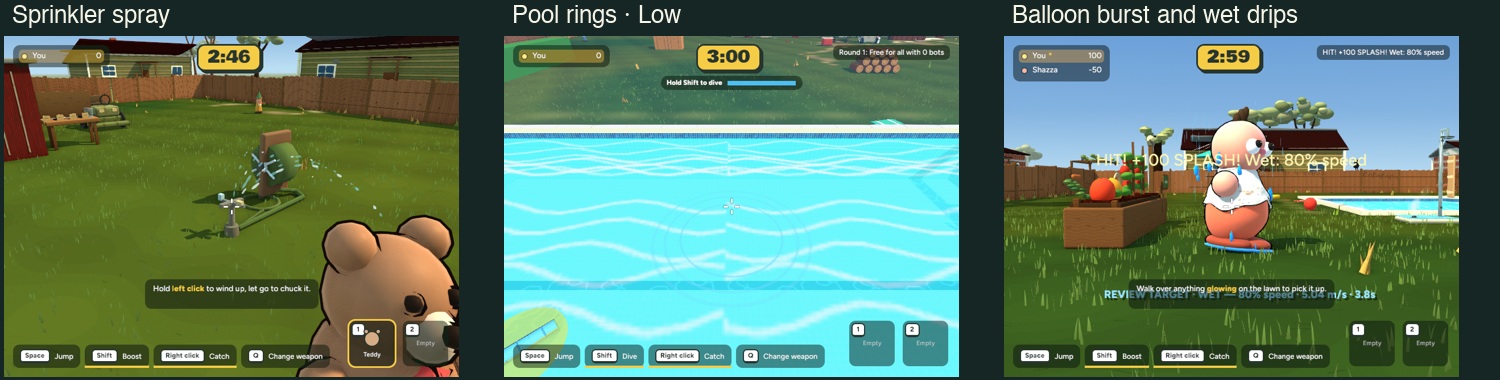 Sprinkler spray
You 0
2:46
Hold left click to wind up, let go to chuck it.
1
Teddy
2
Empty
Space Jump
Shift Boost
Right click Catch
Q Change weapon
Pool rings · Low
You 0
3:00
Round 1: Free for all with 0 bots
Hold Shift to dive
1
Empty
2
Empty
Space Jump
Shift Dive
Right click Catch
Q Change weapon
Balloon burst and wet drips
You * 100
Shazza -50
2:59
HIT! +100 SPLASH! Wet: 80% speed
HIT! +100 SPLASH! Wet: 80% speed
Walk over anything glowing on the lawn to pick it up.
REVIEW TARGET · WET — 80% speed · 5.04 m/s · 3.8s
1
Empty
2
Empty
Space Jump
Shift Boost
Right click Catch
Q Change weapon